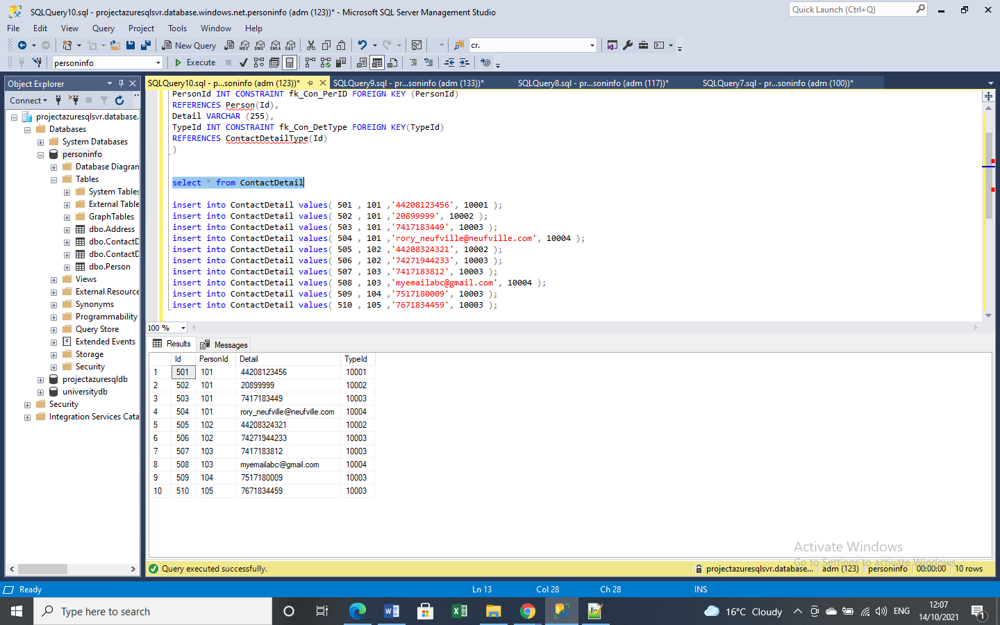 SQLQuery10.sql - projectazuresqlsvr.database.windows.net.personinfo (adm (123))* - Microsoft SQL Server Management Studio
Quick Launch (Ctrl+Q)
File Edit View Query Project Tools Window Help
New Query MDX DMX XMLA DAX cr.
personinfo Execute
Object Explorer
SQLQuery10.sql - p...soninfo (adm (123))* SQLQuery9.sql - p...soninfo (adm (133))* SQLQuery8.sql - pr...soninfo (adm (117))* SQLQuery7.sql - p...soninfo (adm (100))*
Connect
projectazuresqlsvr.database.
Databases
System Databases
personinfo
Database Diagran
Tables
System Tables
External Table
GraphTables
dbo.Address
dbo.ContactD
dbo.ContactD
dbo.Person
Views
External Resource
Synonyms
Programmability
Query Store
Extended Events
Storage
Security
projectazuresqldb
universitydb
Security
Integration Services Cata
PersonId INT CONSTRAINT fk_Con_PerID FOREIGN KEY (PersonId)
REFERENCES Person(Id),
Detail VARCHAR (255),
TypeId INT CONSTRAINT fk_Con_DetType FOREIGN KEY(TypeId)
REFERENCES ContactDetailType(Id)
)
select * from ContactDetail
insert into ContactDetail values( 501 , 101 ,'44208123456', 10001 );
insert into ContactDetail values( 502 , 101 ,'20899999', 10002 );
insert into ContactDetail values( 503 , 101 ,'7417183449', 10003 );
insert into ContactDetail values( 504 , 101 ,'rory_neufville@neufville.com', 10004 );
insert into ContactDetail values( 505 , 102 ,'44208324321', 10002 );
insert into ContactDetail values( 506 , 102 ,'74271944233', 10003 );
insert into ContactDetail values( 507 , 103 ,'7417183812', 10003 );
insert into ContactDetail values( 508 , 103 ,'myemailabc@gmail.com', 10004 );
insert into ContactDetail values( 509 , 104 ,'7517180009', 10003 );
insert into ContactDetail values( 510 , 105 ,'7671834459', 10003 );
100 %
Results Messages
Id PersonId Detail TypeId
1 501 101 44208123456 10001
2 502 101 20899999 10002
3 503 101 7417183449 10003
4 504 101 rory_neufville@neufville.com 10004
5 505 102 44208324321 10002
6 506 102 74271944233 10003
7 507 103 7417183812 10003
8 508 103 myemailabc@gmail.com 10004
9 509 104 7517180009 10003
10 510 105 7671834459 10003
Activate Windows
Go to Settings to activate Windows.
Query executed successfully. projectazuresqlsvr.database... adm (123) personinfo 00:00:00 10 rows
Ready Ln 13 Col 28 Ch 28 INS
Type here to search 16°C Cloudy ENG 12:07
14/10/2021 1